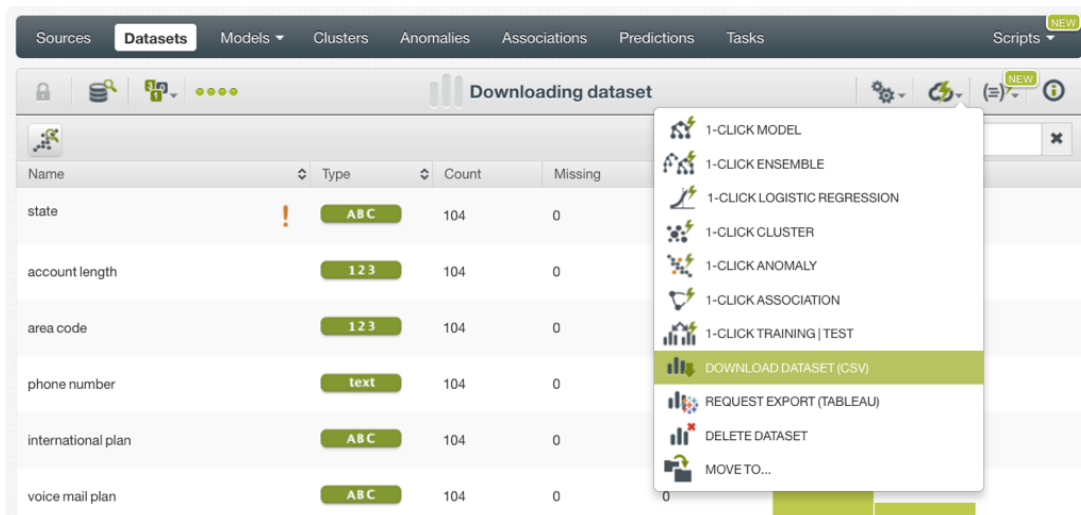 NEW
Sources Datasets Models Clusters Anomalies Associations Predictions Tasks Scripts
Downloading dataset
NEW
Name Type Count Missing
state ! ABC 104 0
account length 123 104 0
area code 123 104 0
phone number text 104 0
international plan ABC 104 0
voice mail plan ABC 104 0 0
1-CLICK MODEL
1-CLICK ENSEMBLE
1-CLICK LOGISTIC REGRESSION
1-CLICK CLUSTER
1-CLICK ANOMALY
1-CLICK ASSOCIATION
1-CLICK TRAINING | TEST
DOWNLOAD DATASET (CSV)
REQUEST EXPORT (TABLEAU)
DELETE DATASET
MOVE TO...